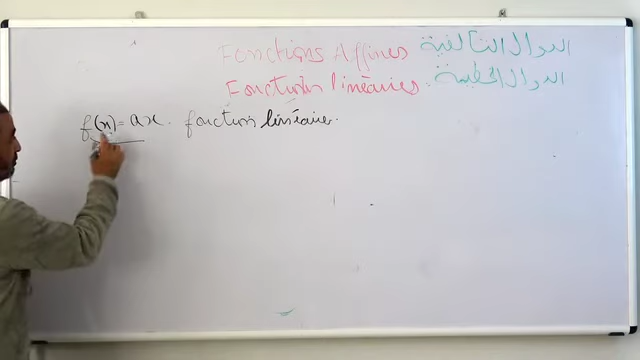 Fonctions Affines الدوال التآلفية
Fonctions linéaires. الدوال الخطية
f(x) = ax. fonction linéaire.